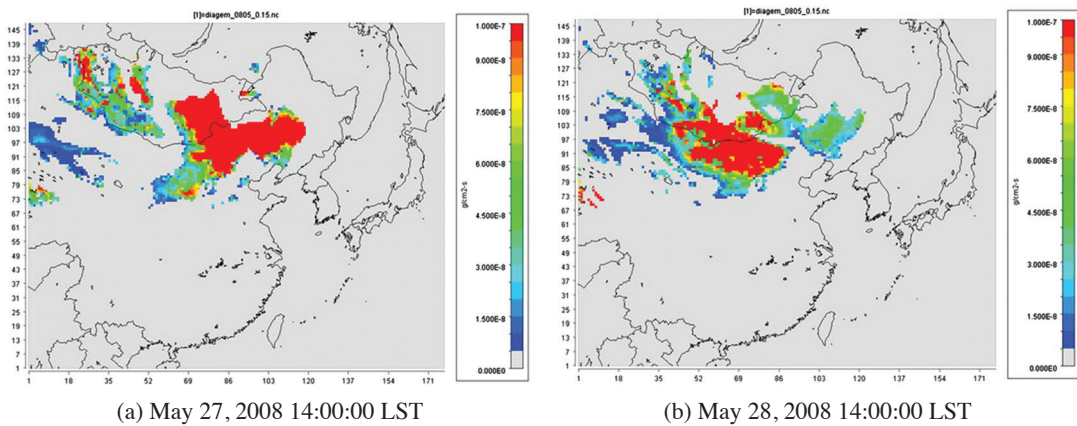 [1]=diagem_0805_0.15.nc
145
139
133
127
121
115
109
103
97
91
85
79
73
67
61
55
49
43
37
31
25
19
13
7
1
1 18 35 52 69 86 103 120 137 154 171
1.000E-7
9.000E-8
7.500E-8
6.000E-8
4.500E-8
3.000E-8
1.500E-8
0.000E0
g/cm2-s
(a) May 27, 2008 14:00:00 LST
[1]=diagem_0805_0.15.nc
145
139
133
127
121
115
109
103
97
91
85
79
73
67
61
55
49
43
37
31
25
19
13
7
1
1 18 35 52 69 86 103 120 137 154 171
1.000E-7
9.000E-8
7.500E-8
6.000E-8
4.500E-8
3.000E-8
1.500E-8
0.000E0
g/cm2-s
(b) May 28, 2008 14:00:00 LST